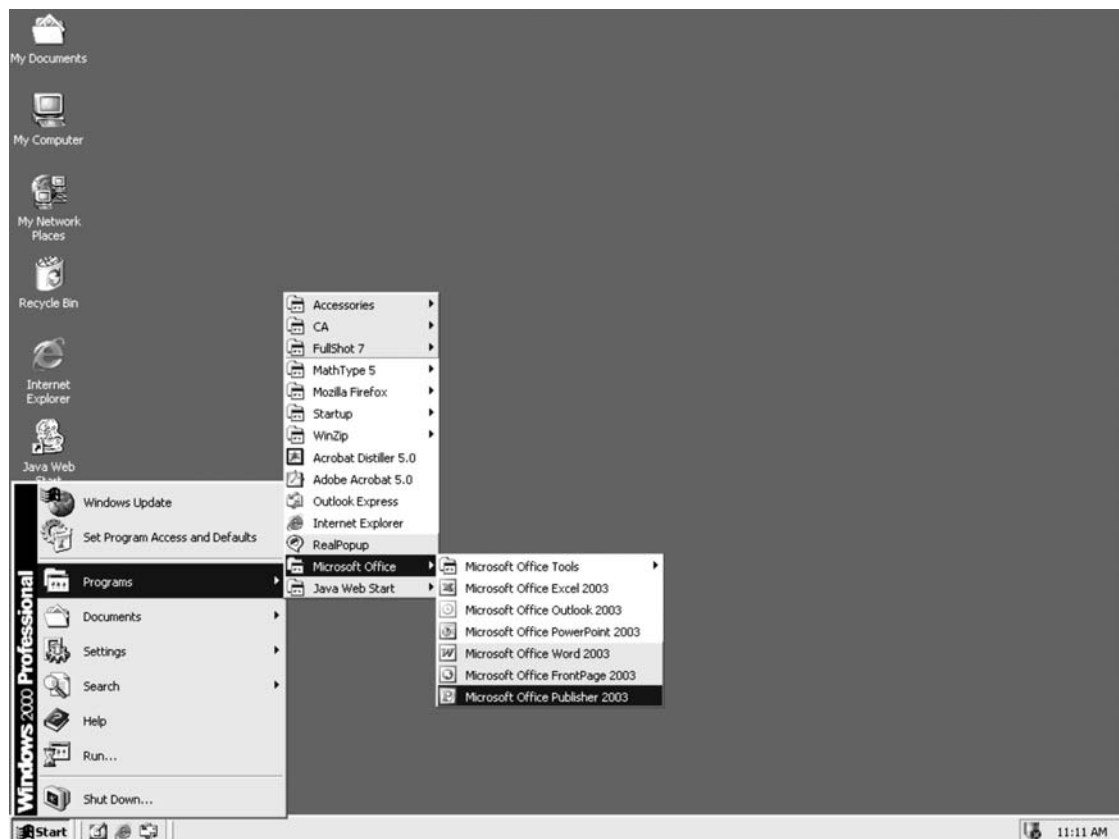 My Documents
My Computer
My Network
Places
Recycle Bin
Internet
Explorer
Java Web
Start
Windows 2000 Professional
Windows Update
Set Program Access and Defaults
Programs
Documents
Settings
Search
Help
Run...
Shut Down...
Accessories
CA
FullShot 7
MathType 5
Mozilla Firefox
Startup
WinZip
Acrobat Distiller 5.0
Adobe Acrobat 5.0
Outlook Express
Internet Explorer
RealPopup
Microsoft Office
Java Web Start
Microsoft Office Tools
Microsoft Office Excel 2003
Microsoft Office Outlook 2003
Microsoft Office PowerPoint 2003
Microsoft Office Word 2003
Microsoft Office FrontPage 2003
Microsoft Office Publisher 2003
Start
11:11 AM